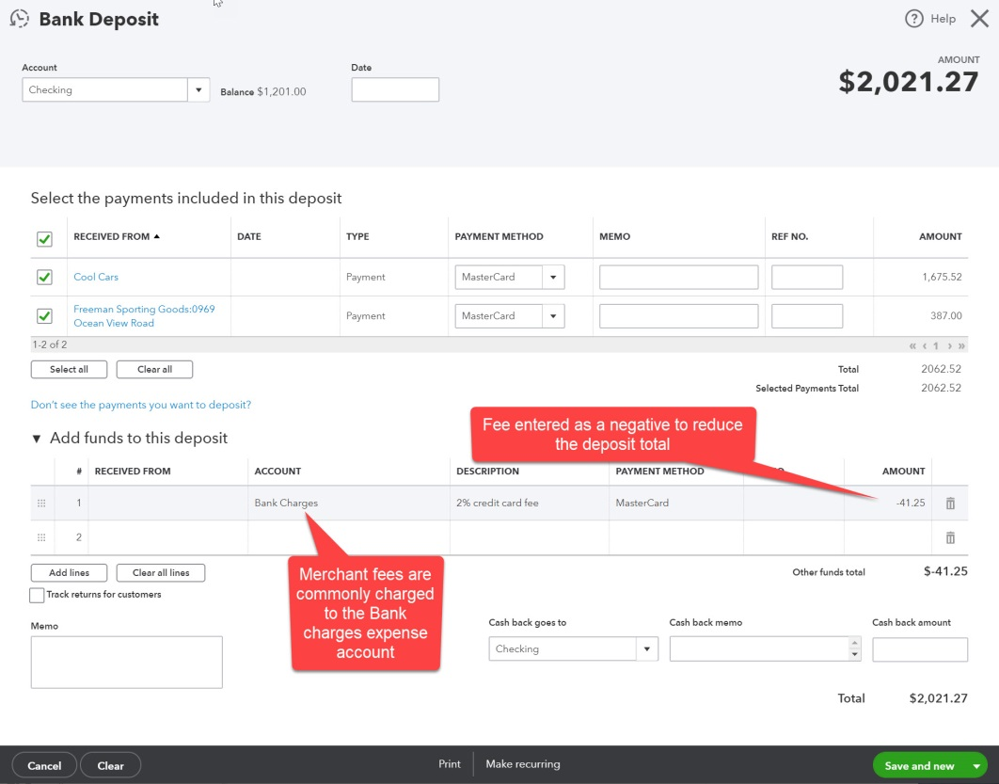 Bank Deposit
Help
Account
Date
AMOUNT
Checking
Balance $1,201.00
$2,021.27
Select the payments included in this deposit
RECEIVED FROM DATE TYPE PAYMENT METHOD MEMO REF NO. AMOUNT
Cool Cars Payment MasterCard 1,675.52
Freeman Sporting Goods:0969
Ocean View Road
Payment MasterCard 387.00
1-2 of 2
« ‹ 1 › »
Select all Clear all
Total 2062.52
Selected Payments Total 2062.52
Don't see the payments you want to deposit?
Fee entered as a negative to reduce
the deposit total
Add funds to this deposit
# RECEIVED FROM ACCOUNT DESCRIPTION PAYMENT METHOD AMOUNT
1 Bank Charges 2% credit card fee MasterCard -41.25
2
Merchant fees are
commonly charged
to the Bank
charges expense
account
Add lines Clear all lines
Other funds total $-41.25
Track returns for customers
Memo
Cash back goes to Cash back memo Cash back amount
Checking
Total $2,021.27
Cancel Clear Print Make recurring Save and new